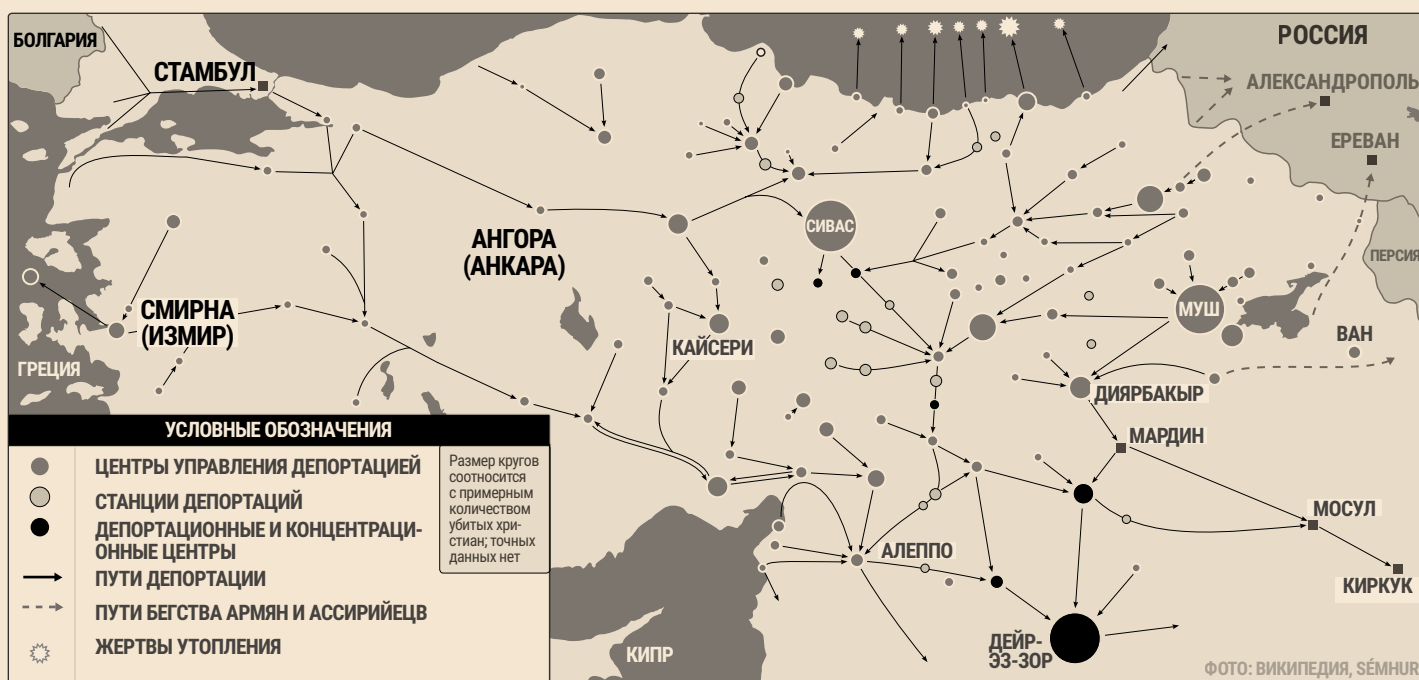 БОЛГАРИЯ
СТАМБУЛ
РОССИЯ
АЛЕКСАНДРОПОЛЬ
ЕРЕВАН
СИВАС
АНГОРА
(АНКАРА)
ПЕРСИЯ
СМИРНА
(ИЗМИР)
МУШ
ВАН
КАЙСЕРИ
ГРЕЦИЯ
ДИЯРБАКЫР
МАРДИН
МОСУЛ
АЛЕППО
КИРКУК
ДЕЙР-
ЭЗ-ЗОР
КИПР
УСЛОВНЫЕ ОБОЗНАЧЕНИЯ
ЦЕНТРЫ УПРАВЛЕНИЯ ДЕПОРТАЦИЕЙ
СТАНЦИИ ДЕПОРТАЦИЙ
ДЕПОРТАЦИОННЫЕ И КОНЦЕНТРАЦИ-
ОННЫЕ ЦЕНТРЫ
ПУТИ ДЕПОРТАЦИИ
ПУТИ БЕГСТВА АРМЯН И АССИРИЙЕЦВ
ЖЕРТВЫ УТОПЛЕНИЯ
Размер кругов
соотносится
с примерным
количеством
убитых хри-
стиан; точных
данных нет
ФОТО: ВИКИПЕДИЯ, SÉMHUR